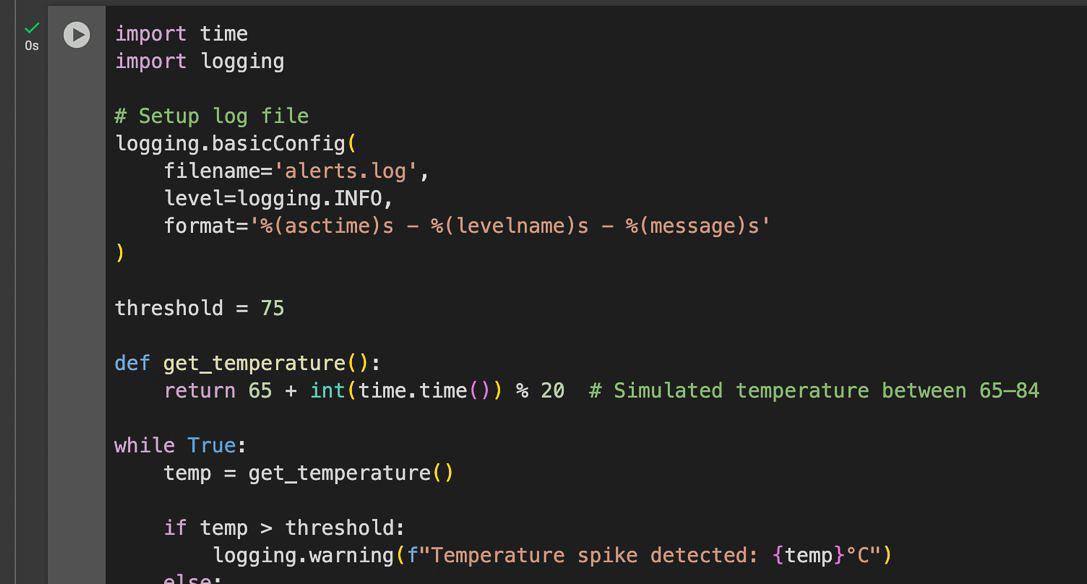 0s
import time
import logging
# Setup log file
logging.basicConfig(
    filename='alerts.log',
    level=logging.INFO,
    format='%(asctime)s - %(levelname)s - %(message)s'
)
threshold = 75
def get_temperature():
    return 65 + int(time.time()) % 20  # Simulated temperature between 65–84
while True:
    temp = get_temperature()
    if temp > threshold:
        logging.warning(f"Temperature spike detected: {temp}°C")
    else: